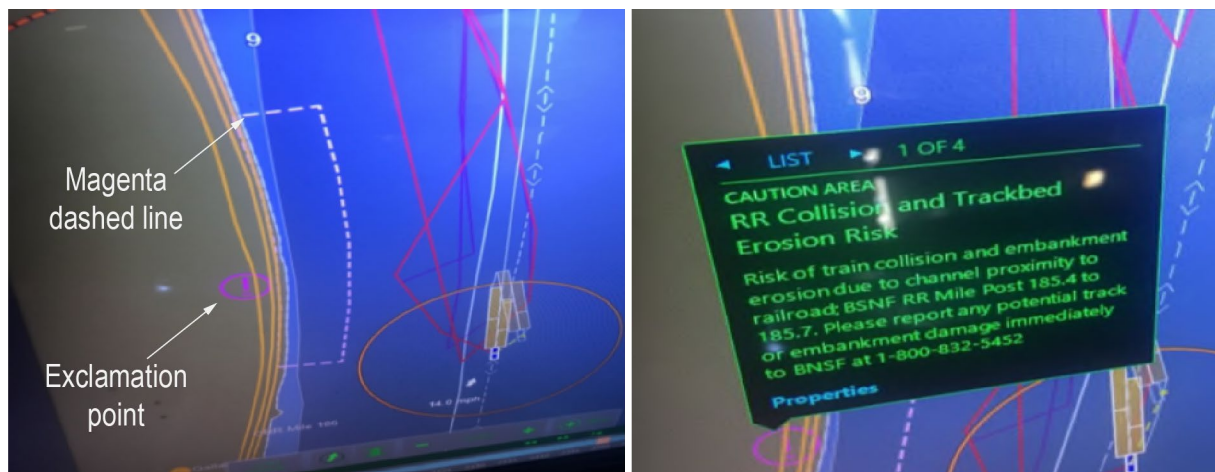 9
Magenta
dashed line
Exclamation
point
14.0 mph
Mile 186
9
LIST
1 OF 4
CAUTION AREA
RR Collision and Trackbed
Erosion Risk
Risk of train collision and embankment
erosion due to channel proximity to
railroad; BSNF RR Mile Post 185.4 to
185.7. Please report any potential track
or embankment damage immediately
to BNSF at 1-800-832-5452
Properties